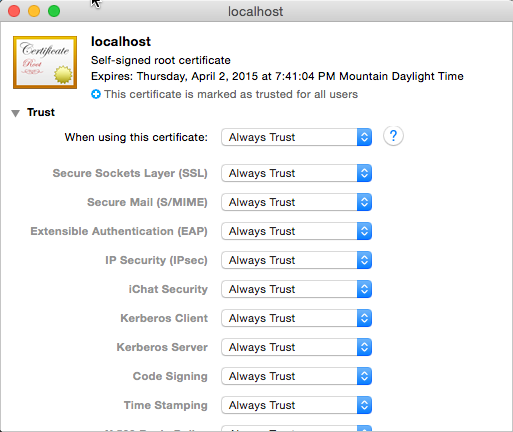 localhost
Certificate
Root
localhost
Self-signed root certificate
Expires: Thursday, April 2, 2015 at 7:41:04 PM Mountain Daylight Time
This certificate is marked as trusted for all users
Trust
When using this certificate: Always Trust ?
Secure Sockets Layer (SSL) Always Trust
Secure Mail (S/MIME) Always Trust
Extensible Authentication (EAP) Always Trust
IP Security (IPsec) Always Trust
iChat Security Always Trust
Kerberos Client Always Trust
Kerberos Server Always Trust
Code Signing Always Trust
Time Stamping Always Trust